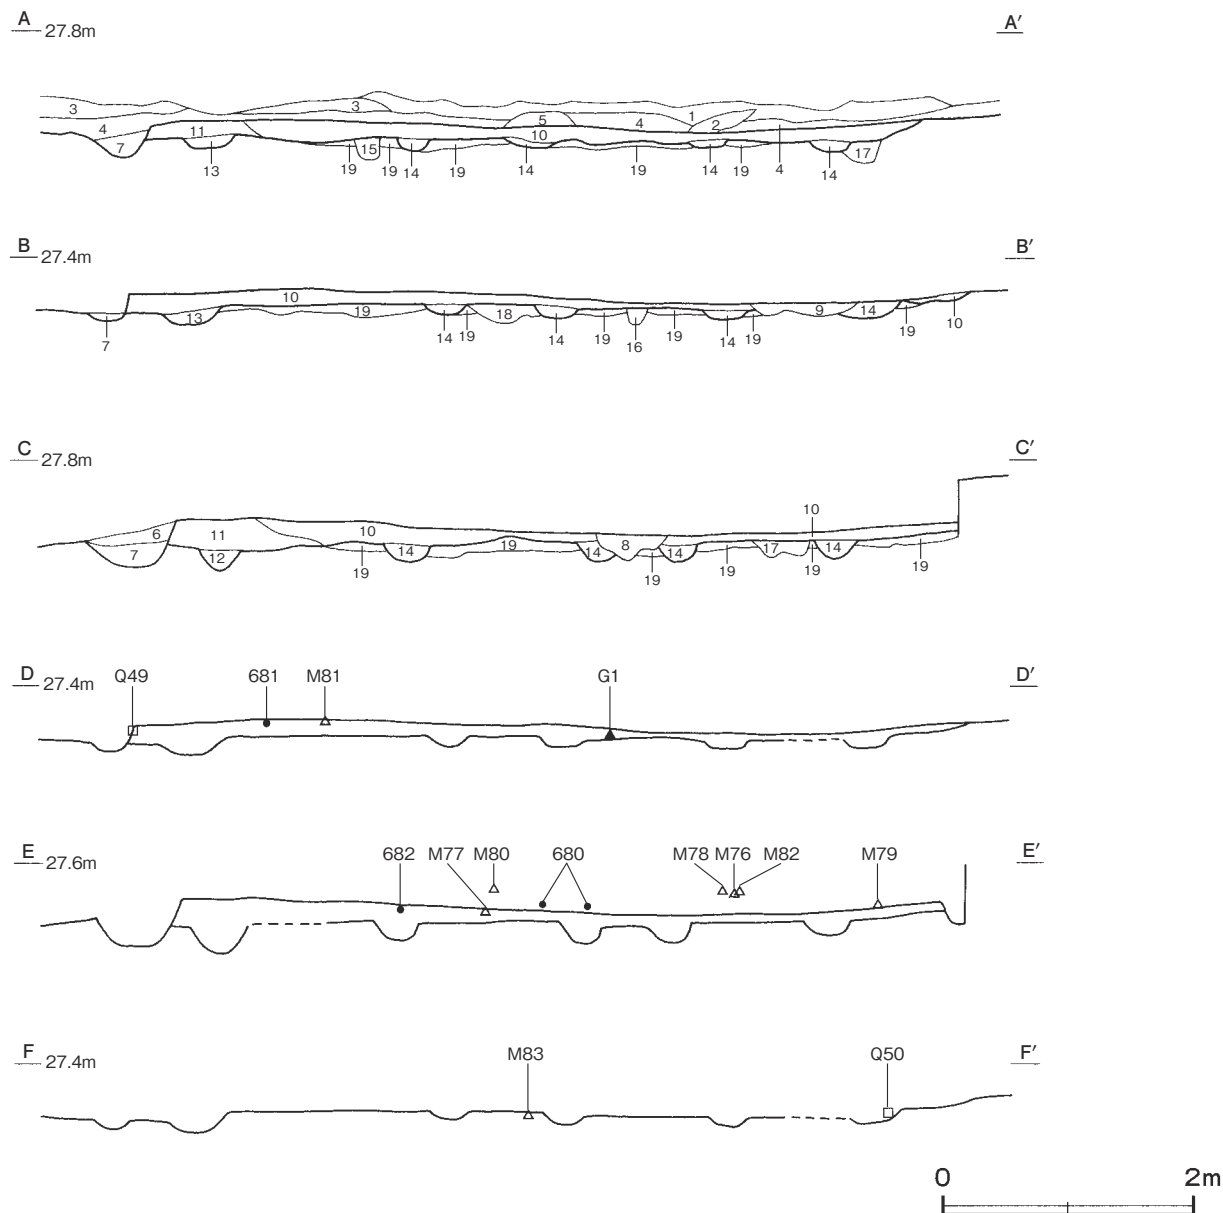 A A′
27.8m
3 3 1
4 11 5 4 2
7 10
13 19 15 19 14 19 14 19 14 19 4 14 17
B B′
27.4m
10
13 19 18 9 14
7 14 19 14 19 16 19 14 19 19 10
C C′
27.8m
10
6 11 10
7 12 14 19 14 8 14 17 14
19 19 19 19 19
D D′
27.4m Q49 681 M81 G1
E E′
27.6m 682 M77 M80 680 M78 M76 M82 M79
F F′
27.4m M83 Q50
0 2m